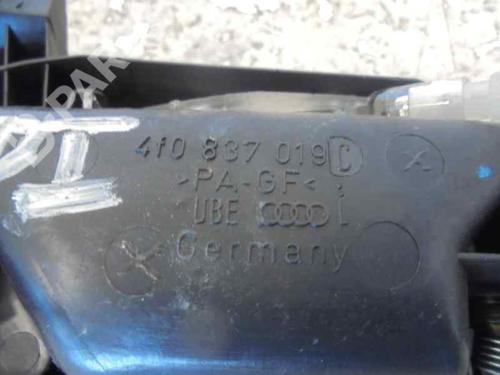 4f0 837 019 C
>PA-GF<
UBE
Germany